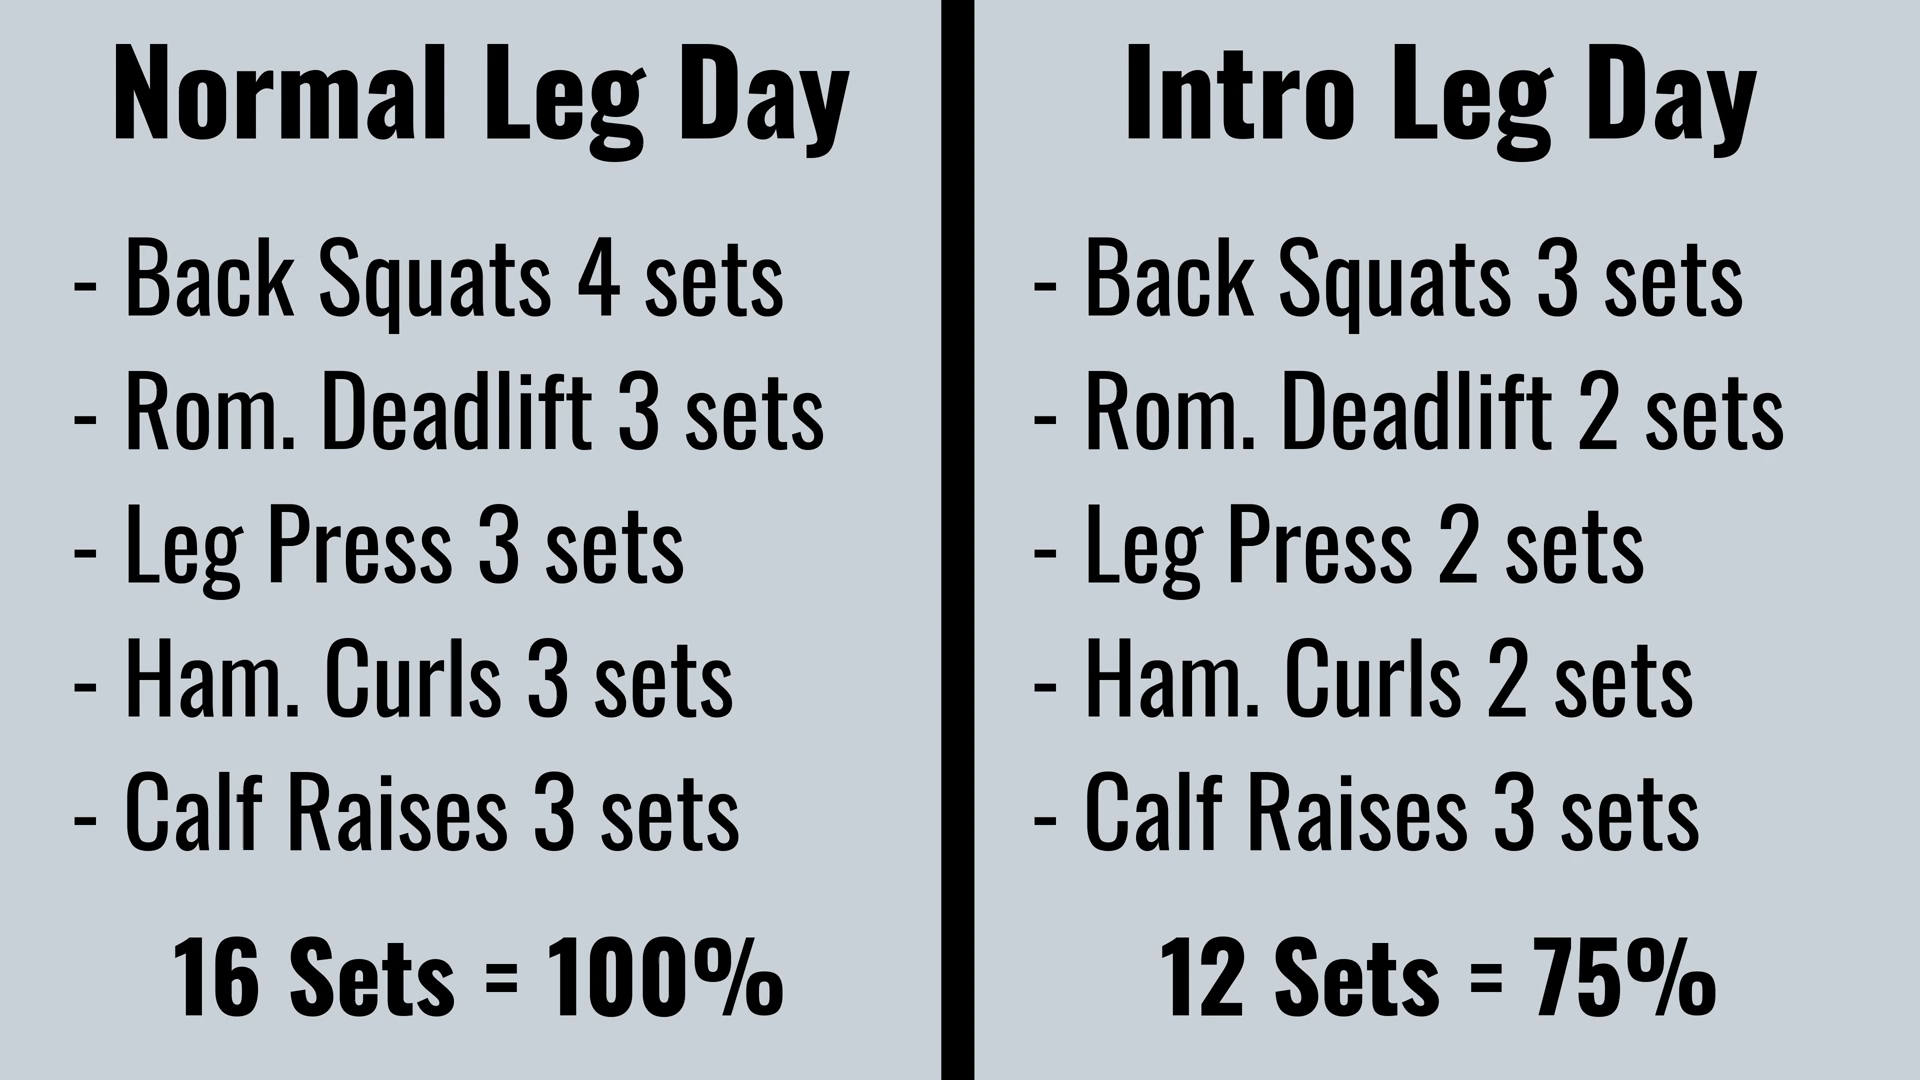 Normal Leg Day
- Back Squats 4 sets
- Rom. Deadlift 3 sets
- Leg Press 3 sets
- Ham. Curls 3 sets
- Calf Raises 3 sets
16 Sets = 100%
Intro Leg Day
- Back Squats 3 sets
- Rom. Deadlift 2 sets
- Leg Press 2 sets
- Ham. Curls 2 sets
- Calf Raises 3 sets
12 Sets = 75%